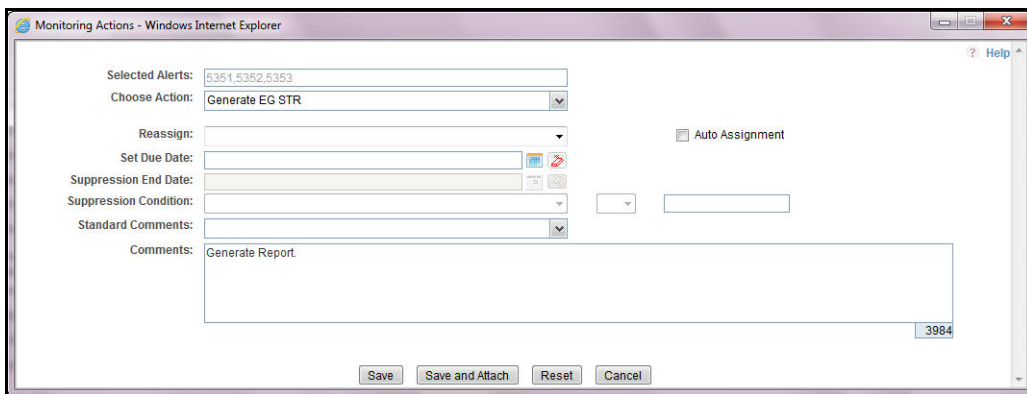 Monitoring Actions - Windows Internet Explorer
? Help
Selected Alerts: 5351,5352,5353
Choose Action: Generate EG STR
Reassign: Auto Assignment
Set Due Date:
Suppression End Date:
Suppression Condition:
Standard Comments:
Comments: Generate Report.
3984
Save Save and Attach Reset Cancel